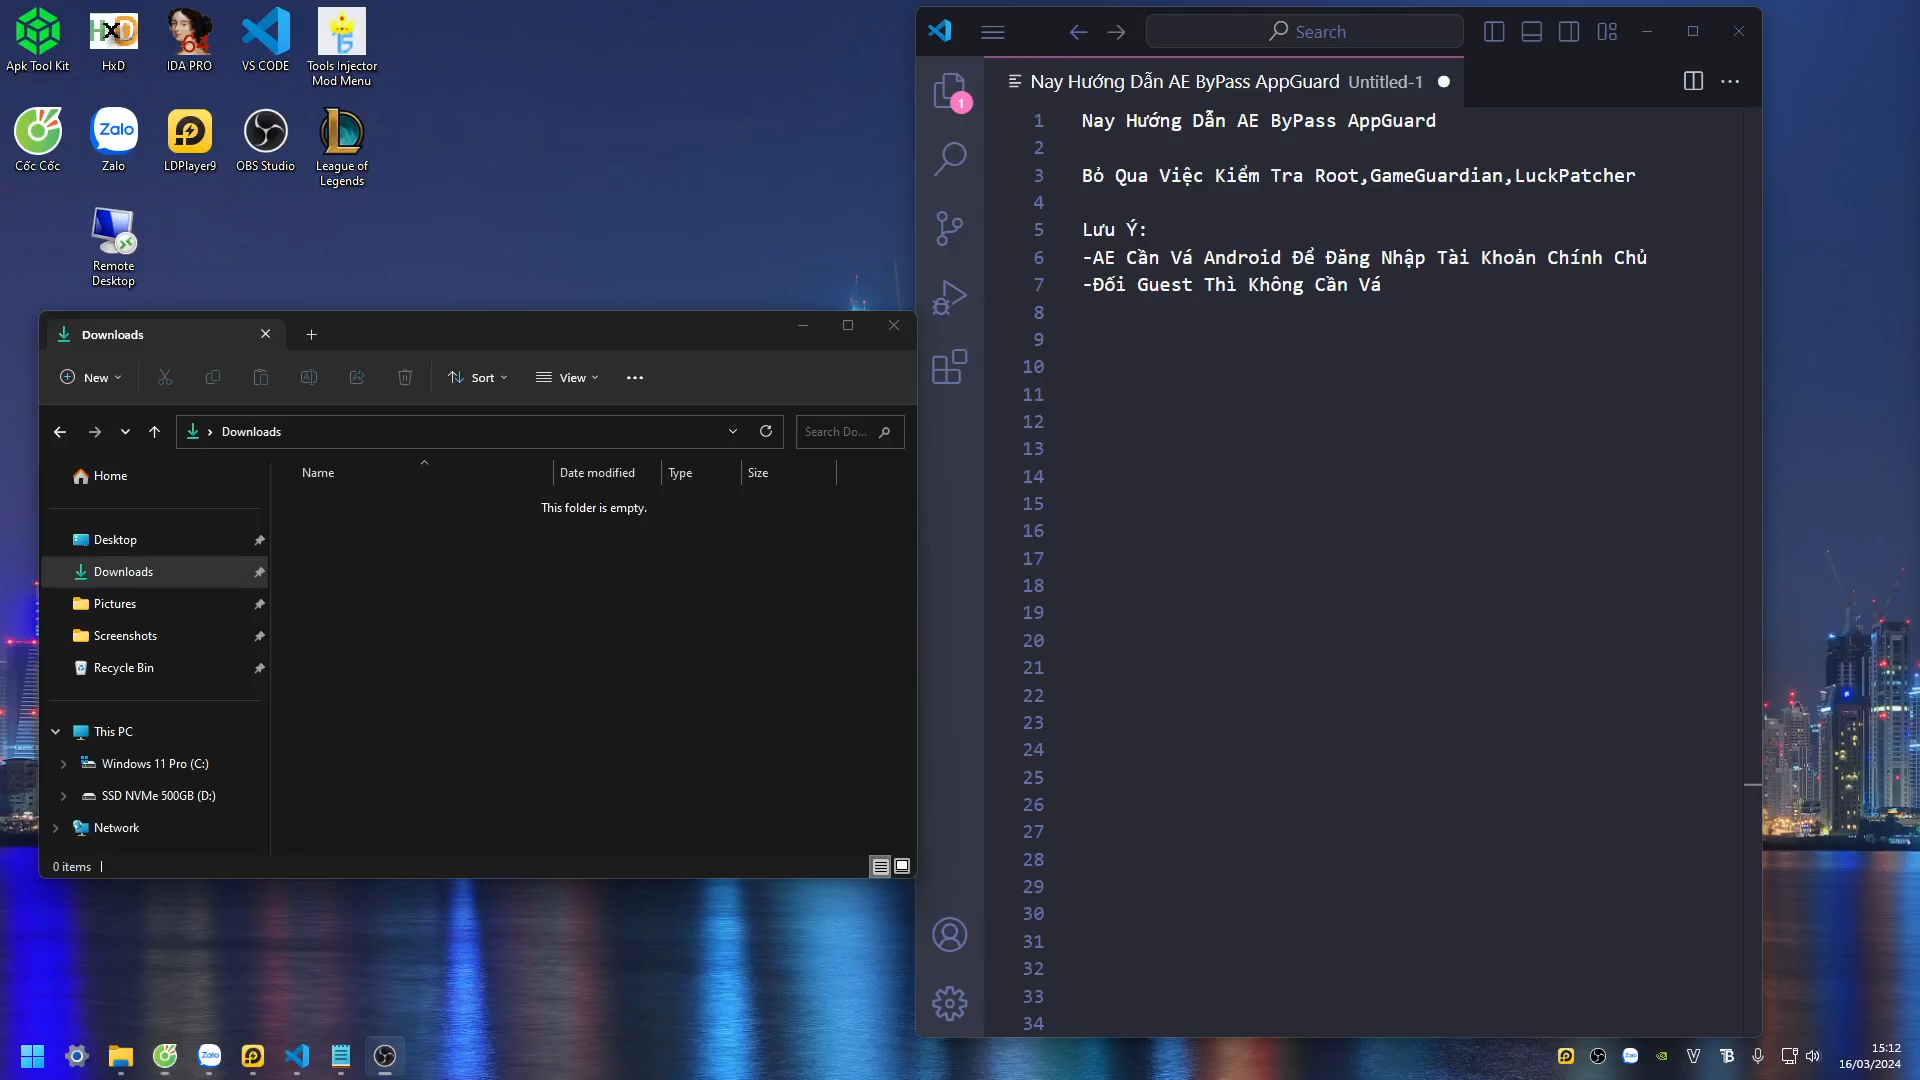 Apk Tool Kit
HxD
IDA PRO
VS CODE
Tools Injector
Mod Menu
Cốc Cốc
Zalo
LDPlayer9
OBS Studio
League of
Legends
Remote
Desktop
Downloads
New
Sort
View
Downloads
Search Do...
Home
Desktop
Downloads
Pictures
Screenshots
Recycle Bin
This PC
Windows 11 Pro (C:)
SSD NVMe 500GB (D:)
Network
Name
Date modified
Type
Size
This folder is empty.
0 items
Search
1
Nay Hướng Dẫn AE ByPass AppGuard Untitled-1
1 Nay Hướng Dẫn AE ByPass AppGuard
2
3 Bỏ Qua Việc Kiểm Tra Root,GameGuardian,LuckPatcher
4
5 Lưu Ý:
6 -AE Cần Vá Android Để Đăng Nhập Tài Khoản Chính Chủ
7 -Đối Guest Thì Không Cần Vá
8
9
10
11
12
13
14
15
16
17
18
19
20
21
22
23
24
25
26
27
28
29
30
31
32
33
34
15:12
16/03/2024